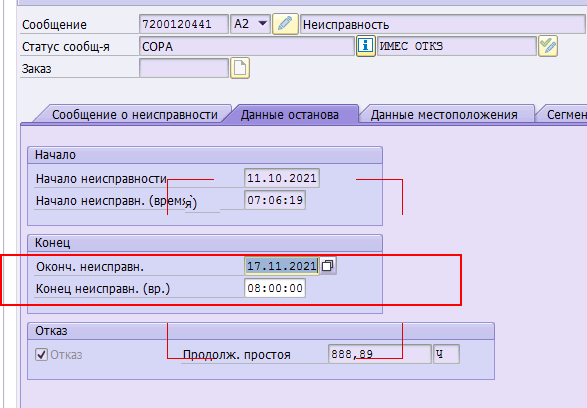 Сообщение 7200120441 A2 Неисправность
Статус сообщ-я СОРА ИМЕС ОТКЗ
Заказ
Сообщение о неисправности Данные останова Данные местоположения Сегмен
Начало
Начало неисправности 11.10.2021
Начало неисправн. (время) 07:06:19
Конец
Оконч. неисправн. 17.11.2021
Конец неисправн. (вр.) 08:00:00
Отказ
Отказ Продолж. простоя 888,89 Ч